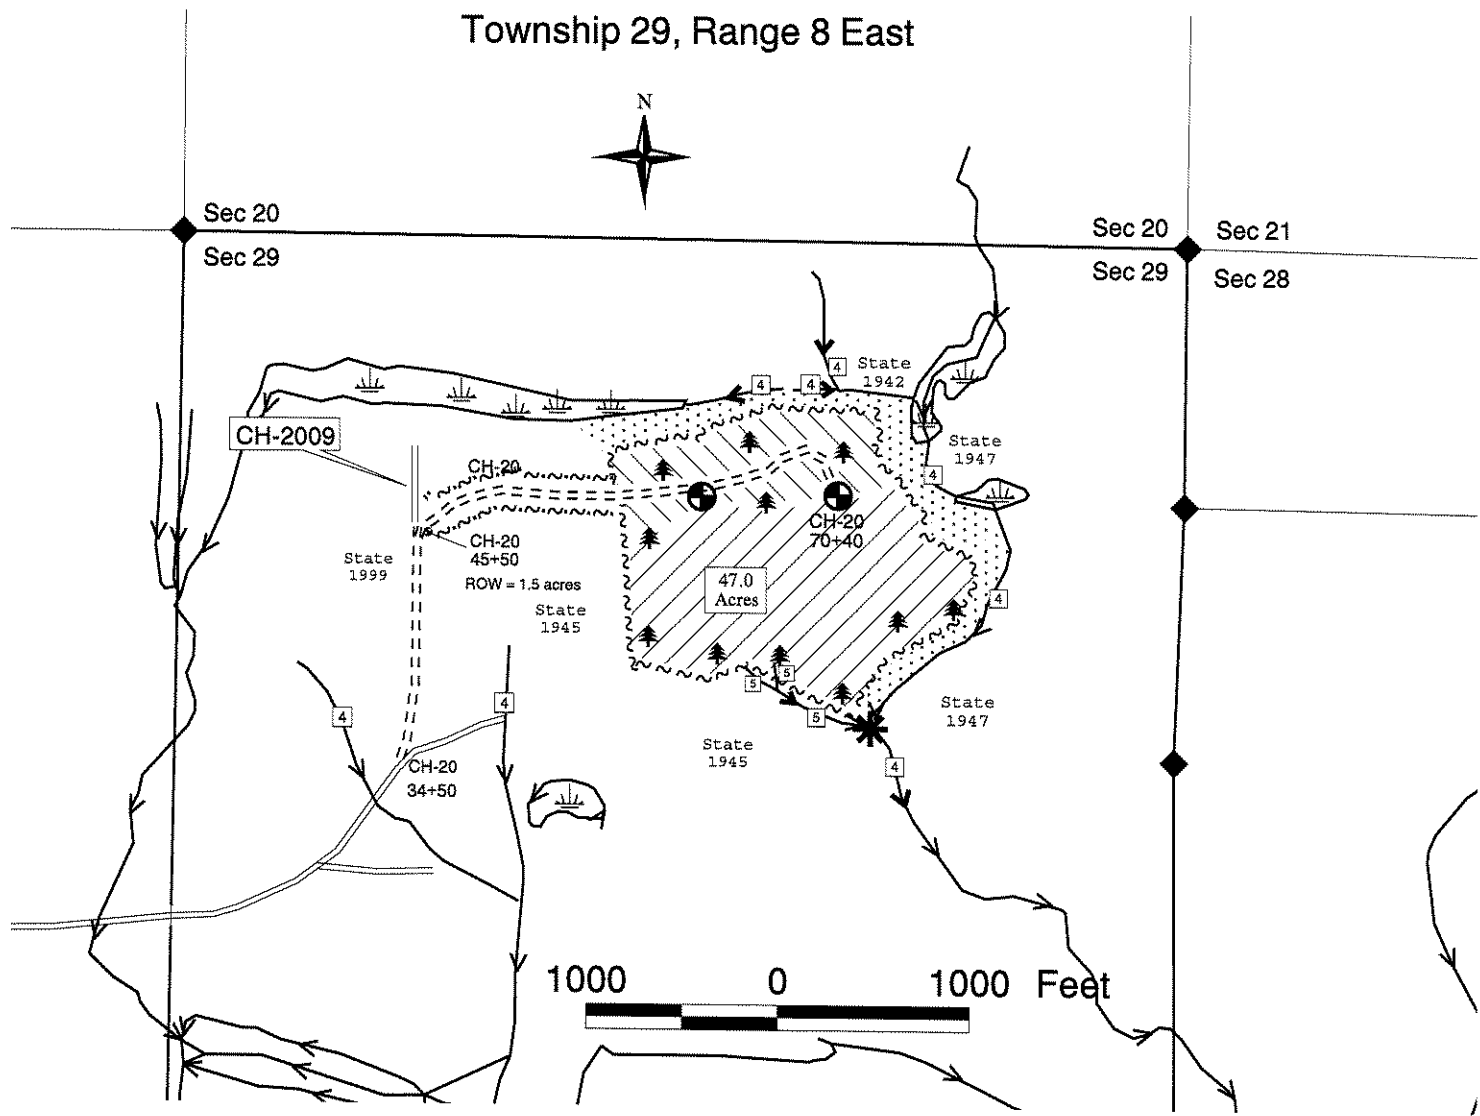 Township 29, Range 8 East
N
Sec 20
Sec 20
Sec 21
Sec 29
Sec 29
Sec 28
4
State
1942
4
4
CH-2009
State
1947
CH-20
4
CH-20
70+40
CH-20
45+50
State
1999
ROW = 1.5 acres
47.0
Acres
State
1945
4
5
5
4
4
5
State
1947
State
1945
4
CH-20
34+50
1000
0
1000 Feet